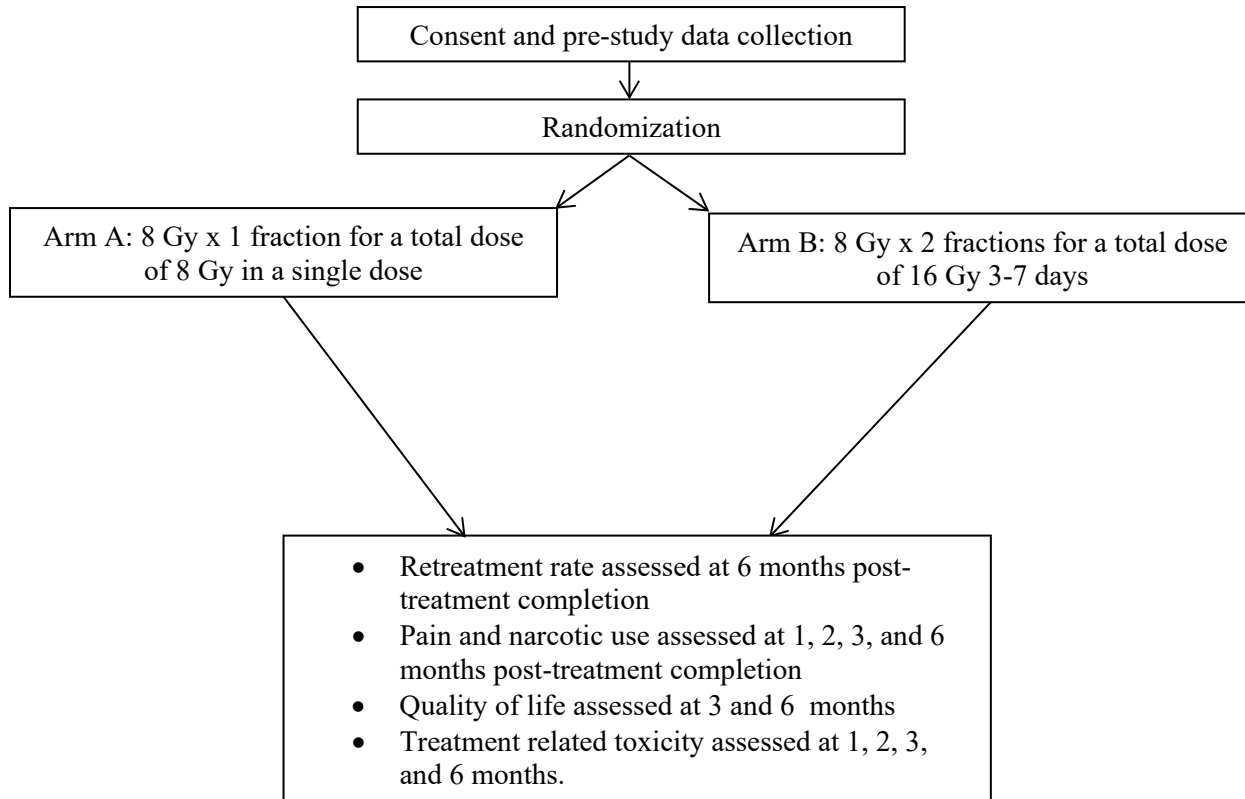 Consent and pre-study data collection
Randomization
Arm A: 8 Gy x 1 fraction for a total dose
of 8 Gy in a single dose
Arm B: 8 Gy x 2 fractions for a total dose
of 16 Gy 3-7 days
• Retreatment rate assessed at 6 months post-
treatment completion
• Pain and narcotic use assessed at 1, 2, 3, and 6
months post-treatment completion
• Quality of life assessed at 3 and 6  months
• Treatment related toxicity assessed at 1, 2, 3,
and 6 months.